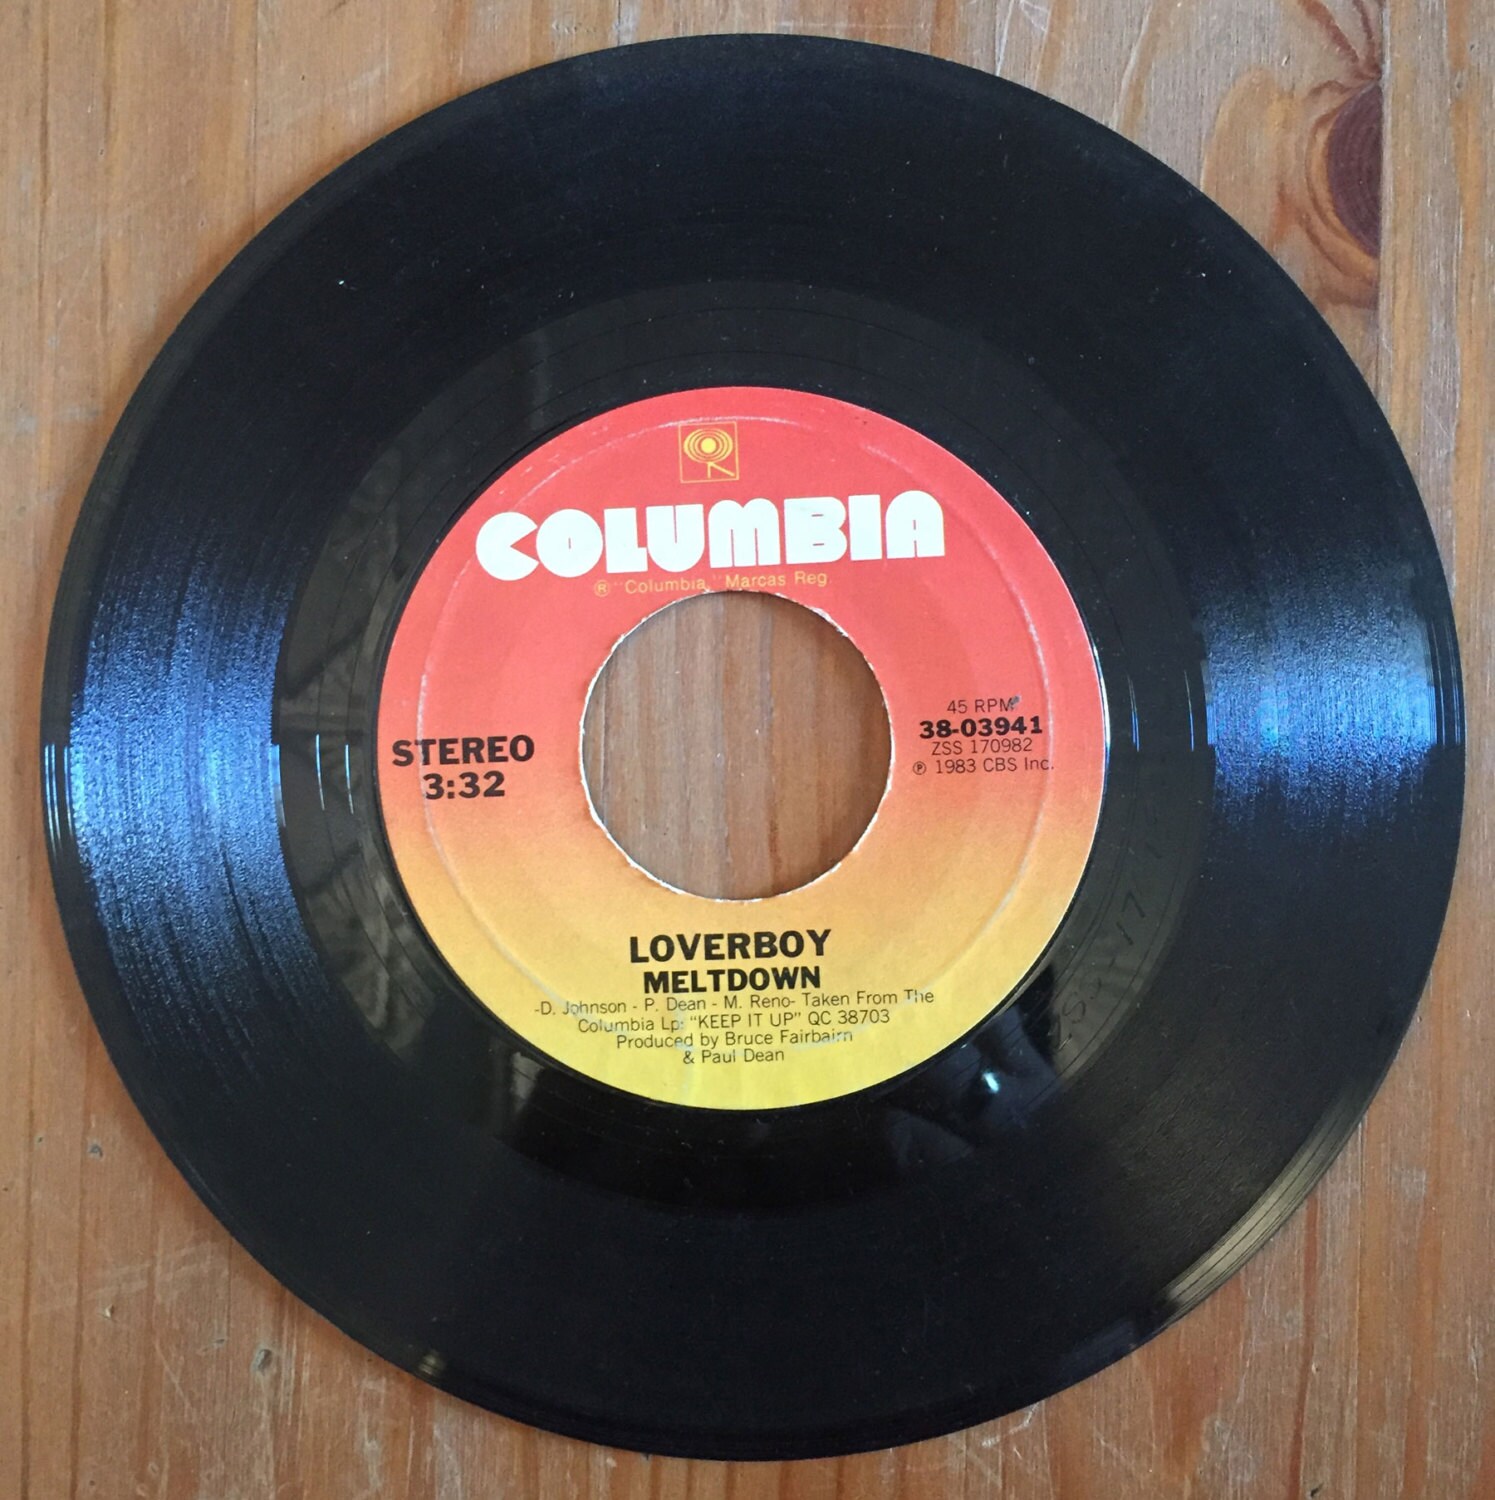 COLUMBIA
® "Columbia," Marcas Reg.
STEREO
3:32
45 RPM
38-03941
ZSS 170982
℗ 1983 CBS Inc.
LOVERBOY
MELTDOWN
-D. Johnson - P. Dean - M. Reno- Taken From The
Columbia Lp: "KEEP IT UP" QC 38703
Produced by Bruce Fairbairn
& Paul Dean